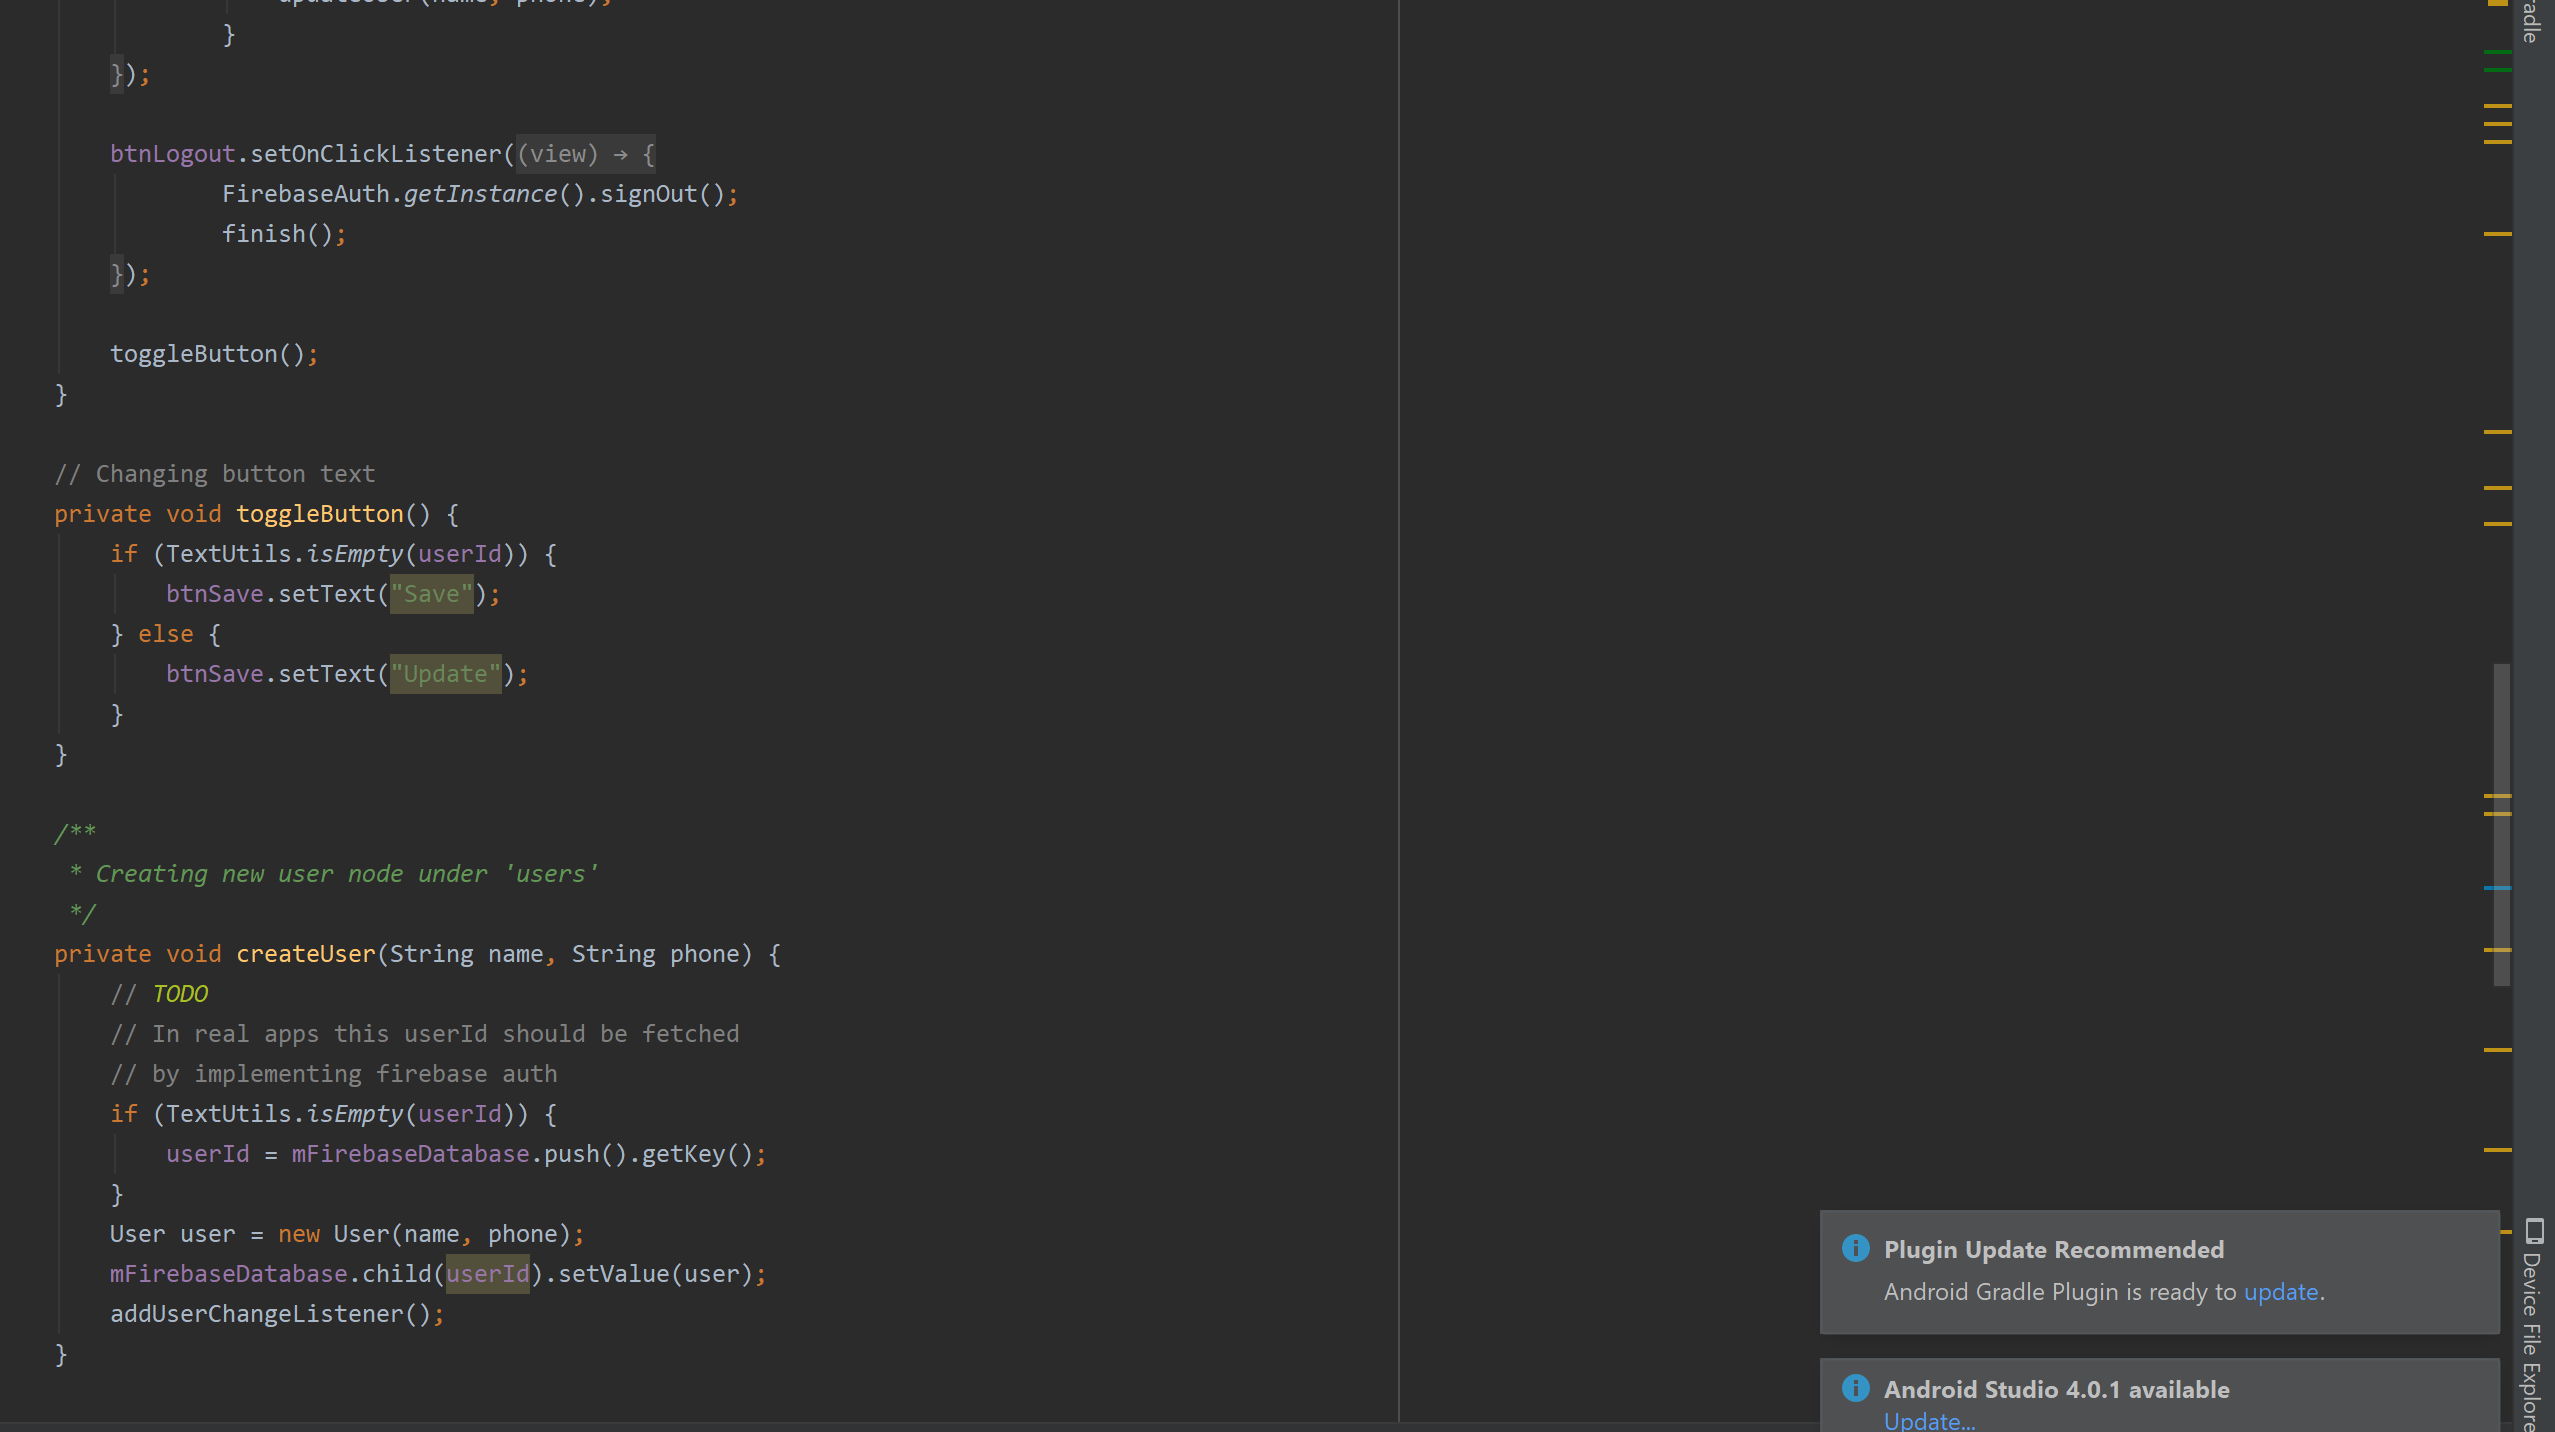 updateUser(name, phone);
}
});
btnLogout.setOnClickListener((view) → {
FirebaseAuth.getInstance().signOut();
finish();
});
toggleButton();
}
// Changing button text
private void toggleButton() {
if (TextUtils.isEmpty(userId)) {
btnSave.setText("Save");
} else {
btnSave.setText("Update");
}
}
/**
* Creating new user node under 'users'
*/
private void createUser(String name, String phone) {
// TODO
// In real apps this userId should be fetched
// by implementing firebase auth
if (TextUtils.isEmpty(userId)) {
userId = mFirebaseDatabase.push().getKey();
}
User user = new User(name, phone);
mFirebaseDatabase.child(userId).setValue(user);
addUserChangeListener();
}
Plugin Update Recommended
Android Gradle Plugin is ready to update.
Android Studio 4.0.1 available
Update...
radle
Device File Explore